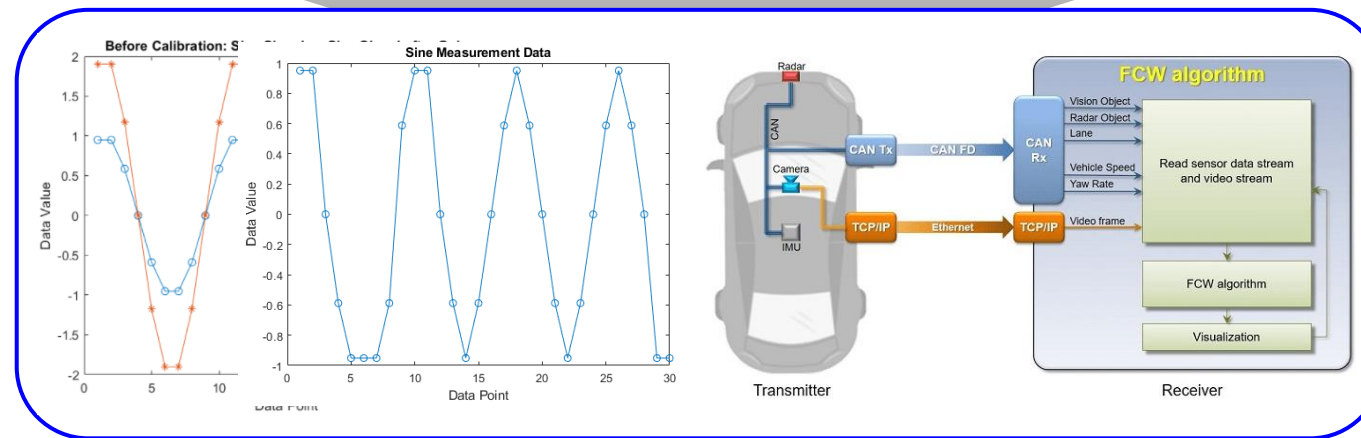 Before Calibration: S
2
1.5
1
0.5
0
-0.5
-1
-1.5
-2
Data Value
0
5
10
Data Point
Sine Measurement Data
1
0.8
0.6
0.4
0.2
0
-0.2
-0.4
-0.6
-0.8
-1
Data Value
0
5
10
15
20
25
30
Data Point
Radar
CAN
Camera
IMU
CAN Tx
CAN FD
CAN
Rx
TCP/IP
Ethernet
TCP/IP
Transmitter
FCW algorithm
Vision Object
Radar Object
Lane
Vehicle Speed
Yaw Rate
Video frame
Read sensor data stream
and video stream
FCW algorithm
Visualization
Receiver